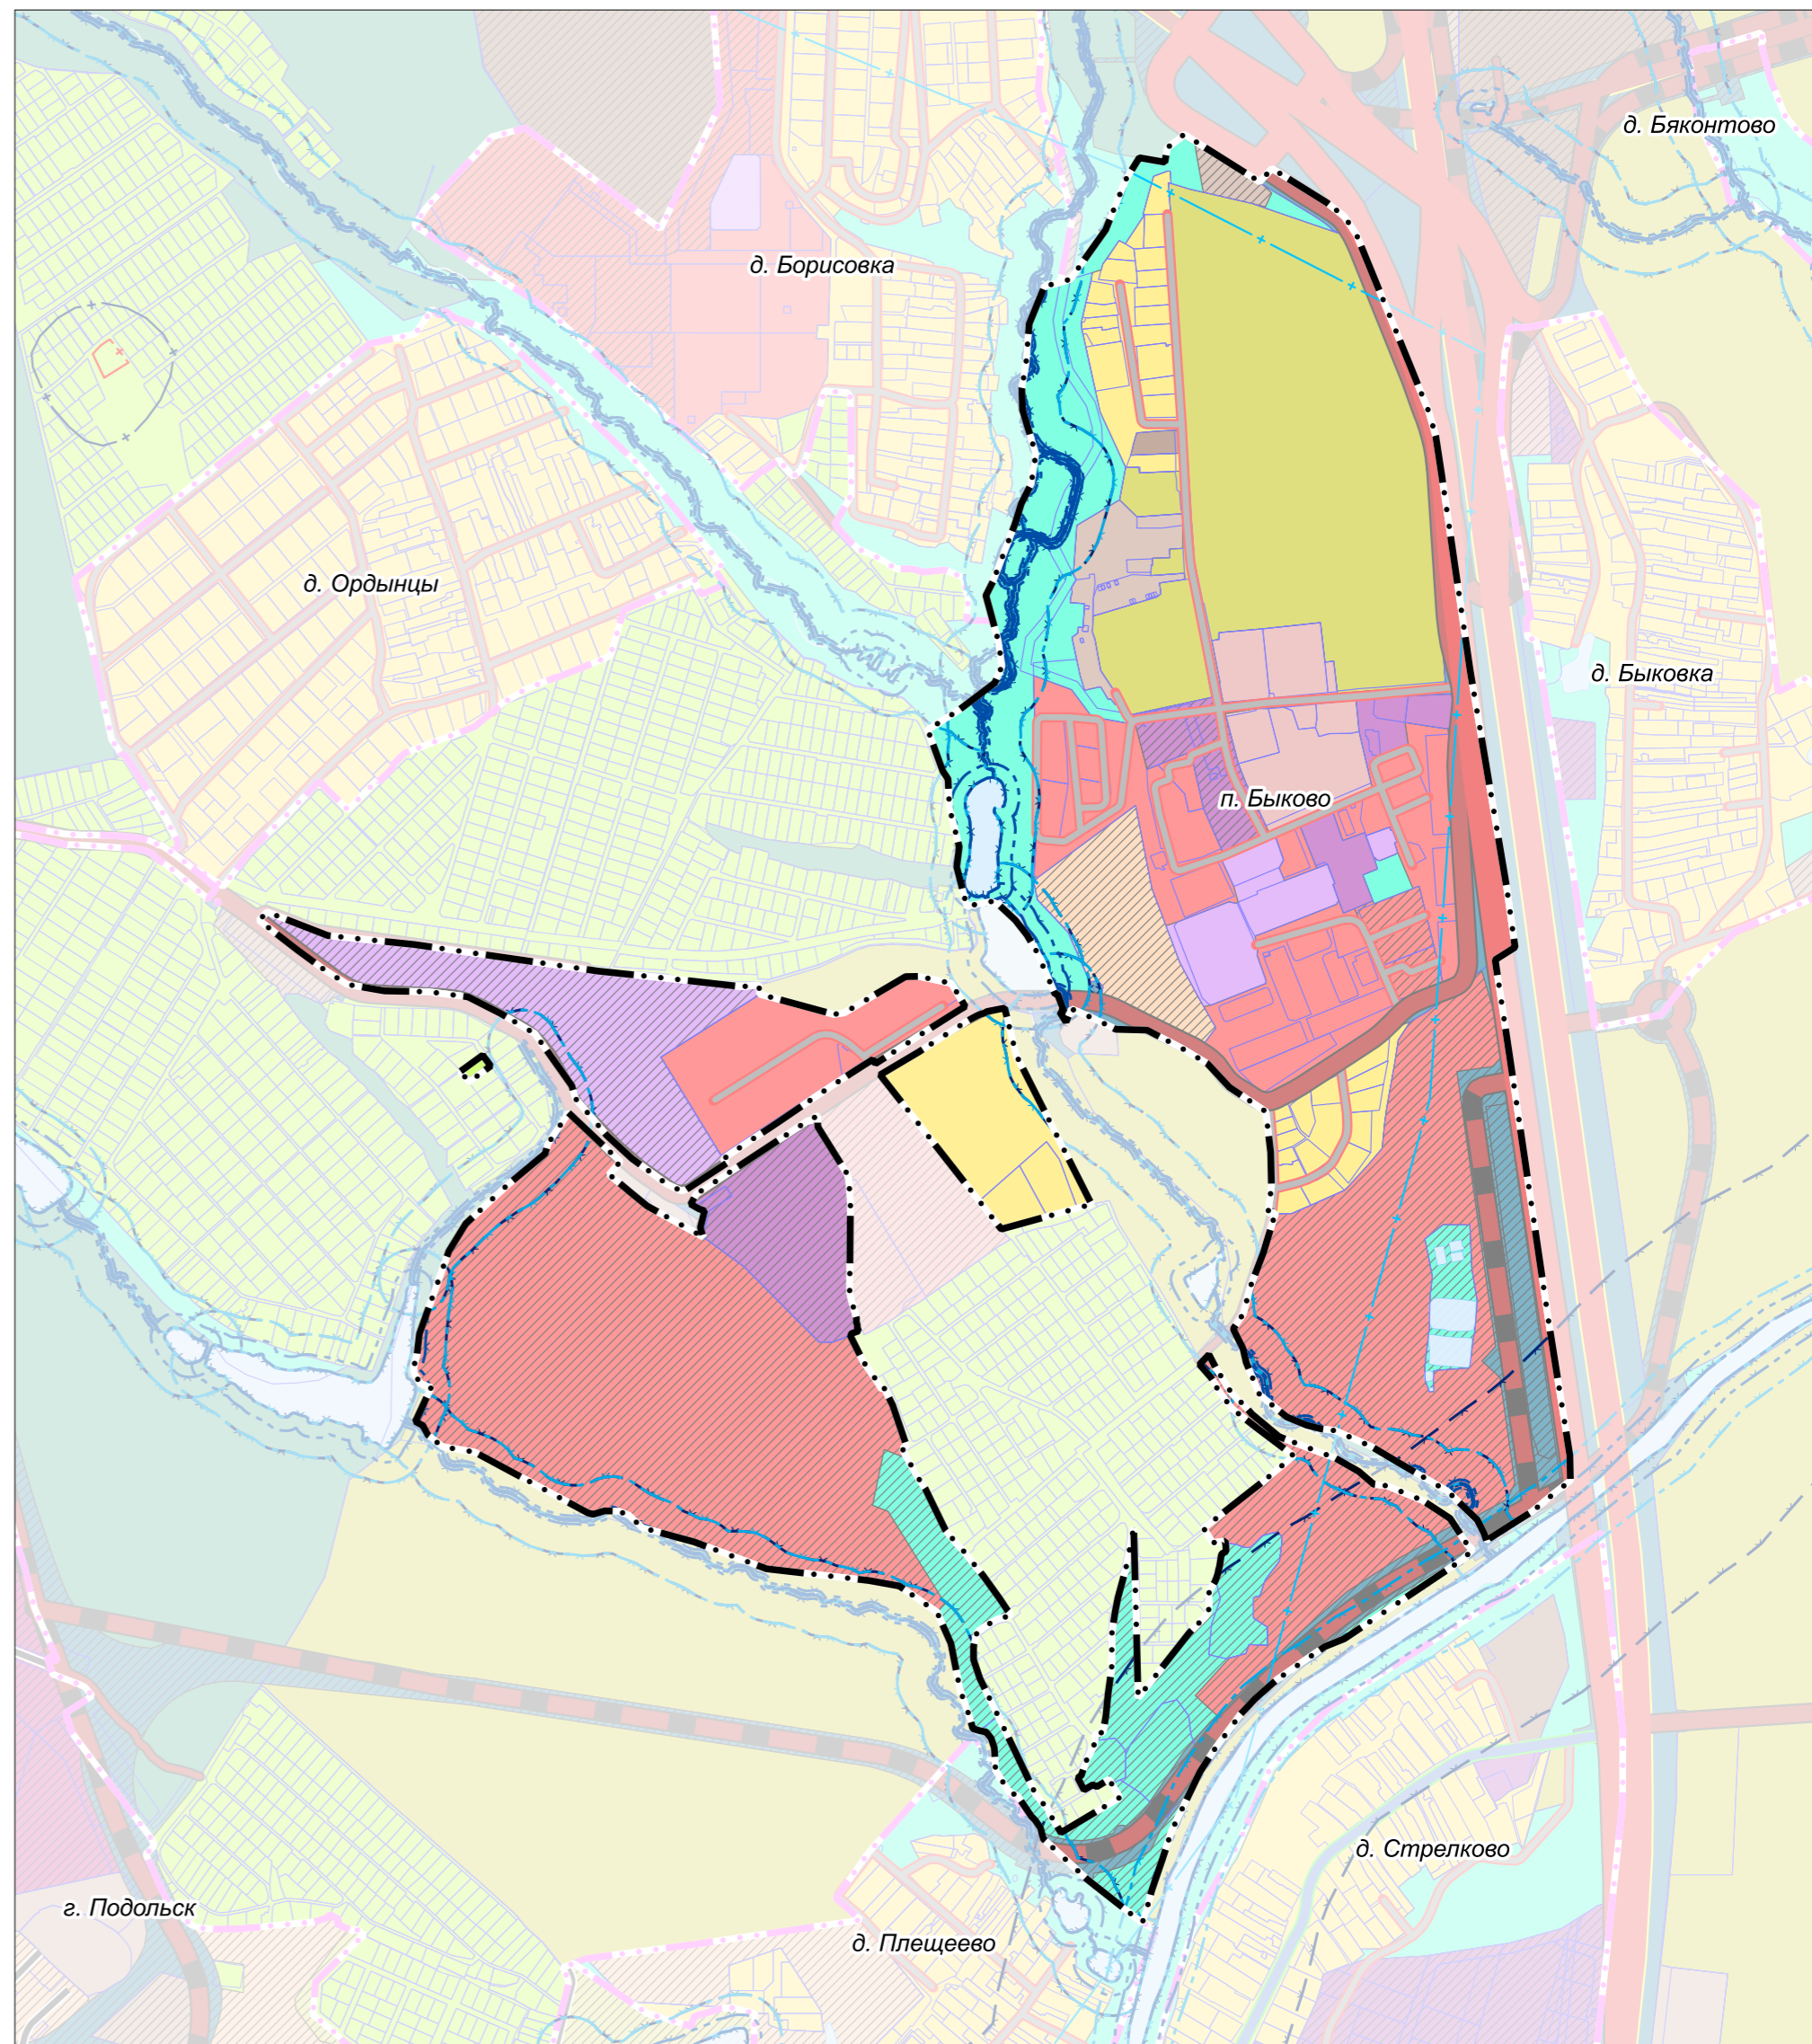 д. Бяконтово
д. Борисовка
д. Ордынцы
д. Быковка
п. Быково
д. Стрелково
г. Подольск
д. Плещеево